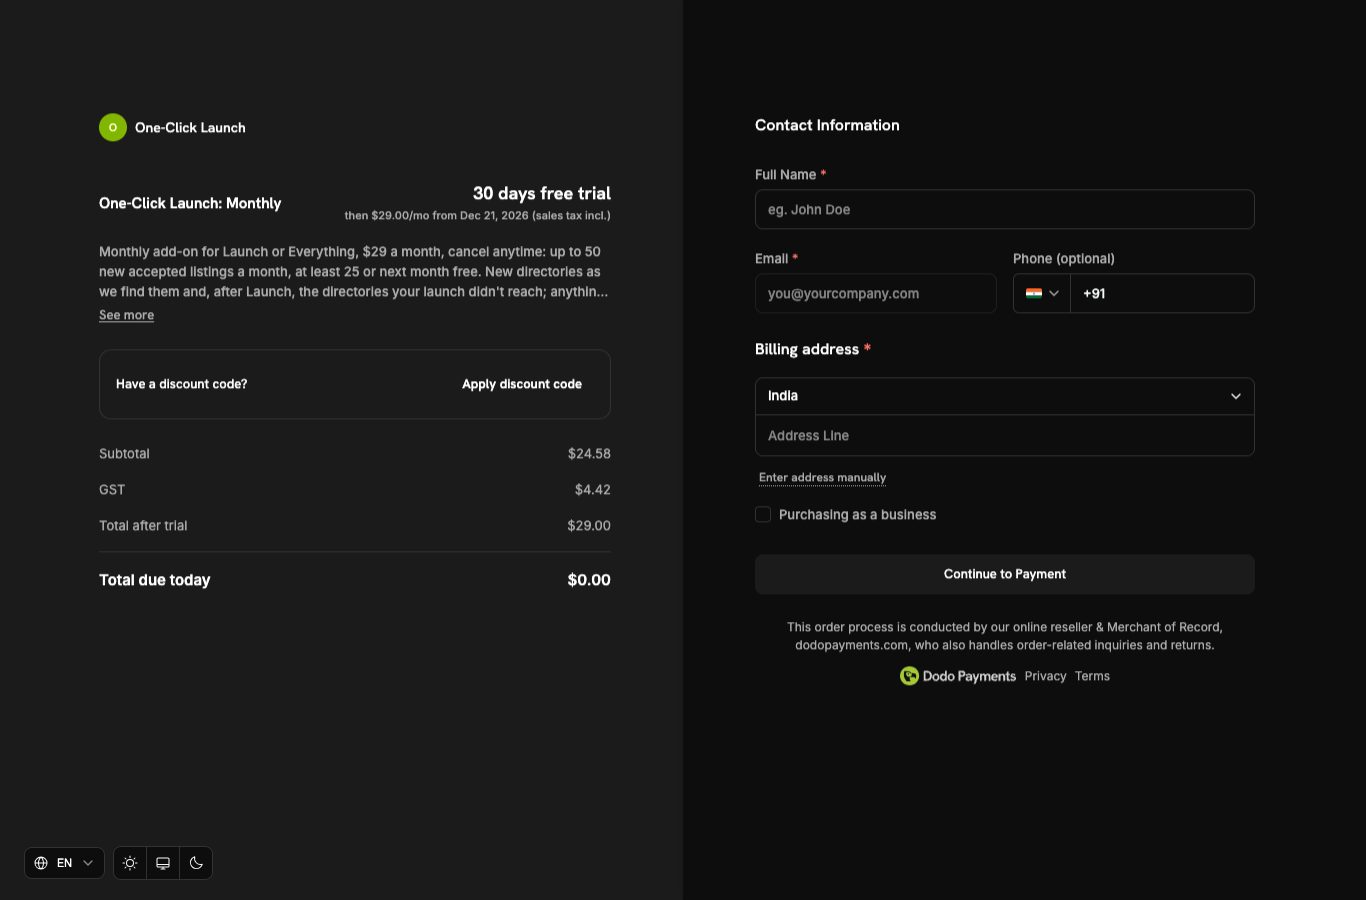 O One-Click Launch
One-Click Launch: Monthly
30 days free trial
then $29.00/mo from Dec 21, 2026 (sales tax incl.)
Monthly add-on for Launch or Everything, $29 a month, cancel anytime: up to 50
new accepted listings a month, at least 25 or next month free. New directories as
we find them and, after Launch, the directories your launch didn't reach; anythin...
See more
Have a discount code? Apply discount code
Subtotal $24.58
GST $4.42
Total after trial $29.00
Total due today $0.00
EN
Contact Information
Full Name *
eg. John Doe
Email * Phone (optional)
you@yourcompany.com +91
Billing address *
India
Address Line
Enter address manually
Purchasing as a business
Continue to Payment
This order process is conducted by our online reseller & Merchant of Record,
dodopayments.com, who also handles order-related inquiries and returns.
Dodo Payments Privacy Terms